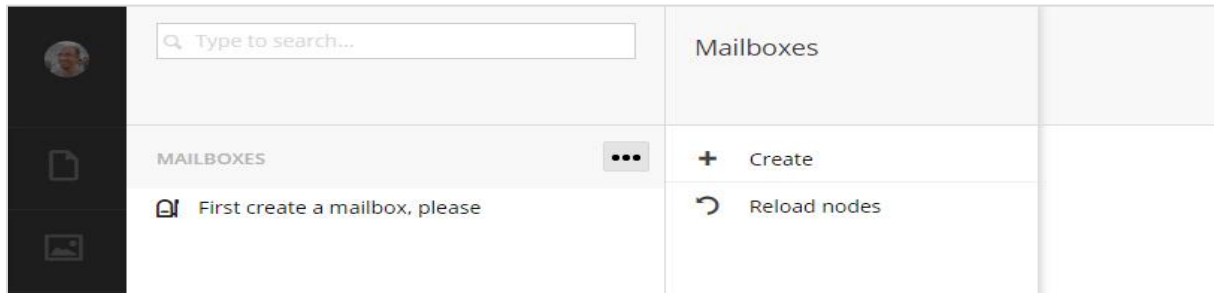 Type to search...
Mailboxes
MAILBOXES
Create
First create a mailbox, please
Reload nodes